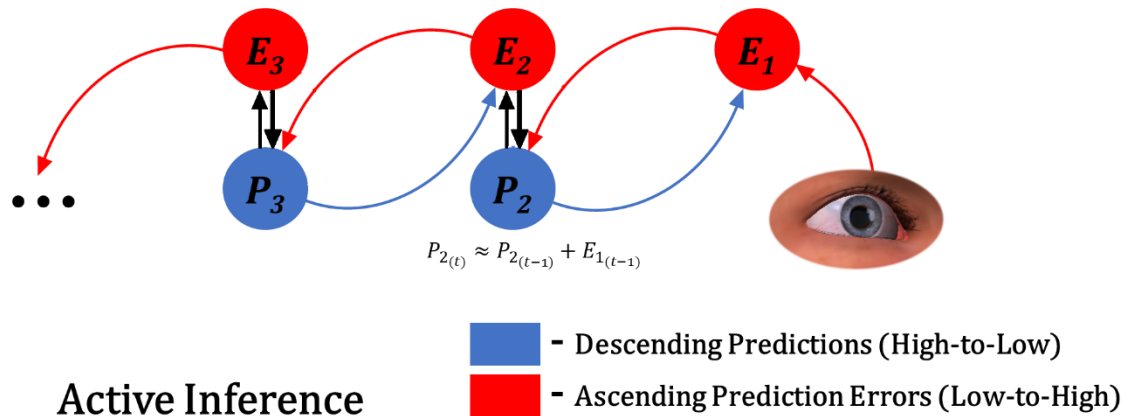 E₃ E₂ E₁
P₃ P₂
P₂₍ₜ₎ ≈ P₂₍ₜ₋₁₎ + E₁₍ₜ₋₁₎
- Descending Predictions (High-to-Low)
Active Inference
- Ascending Prediction Errors (Low-to-High)